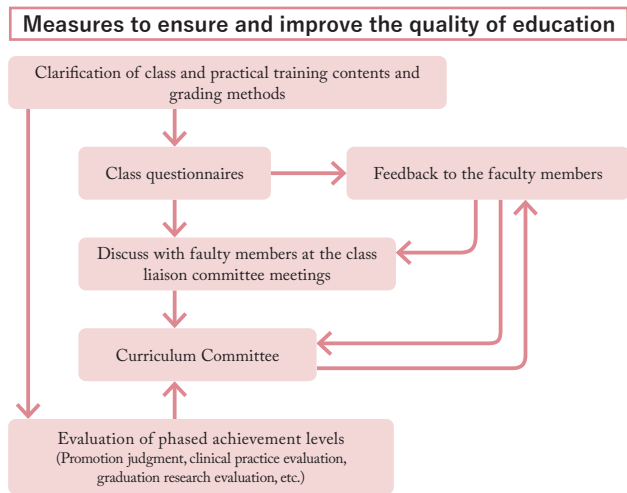 Measures to ensure and improve the quality of education
Clarification of class and practical training contents and
grading methods
Class questionnaires
Feedback to the faculty members
Discuss with faulty members at the class
liaison committee meetings
Curriculum Committee
Evaluation of phased achievement levels
(Promotion judgment, clinical practice evaluation,
graduation research evaluation, etc.)